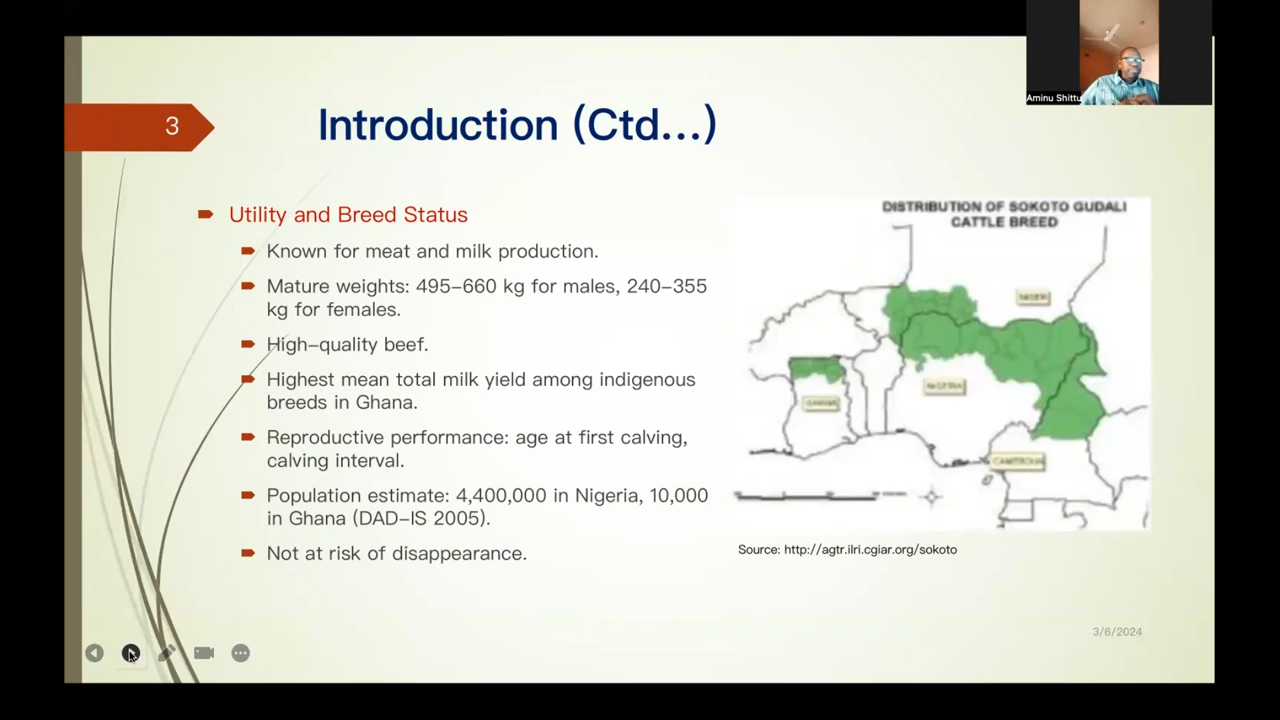 Aminu Shittu
3
Introduction (Ctd...)
Utility and Breed Status
Known for meat and milk production.
Mature weights: 495–660 kg for males, 240–355
kg for females.
High–quality beef.
Highest mean total milk yield among indigenous
breeds in Ghana.
Reproductive performance: age at first calving,
calving interval.
Population estimate: 4,400,000 in Nigeria, 10,000
in Ghana (DAD–IS 2005).
Not at risk of disappearance.
DISTRIBUTION OF SOKOTO GUDALI
CATTLE BREED
NIGER
NIGERIA
GHANA
CAMEROUN
Source: http://agtr.ilri.cgiar.org/sokoto
3/6/2024